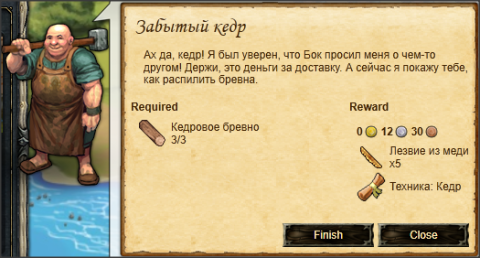 Забытый кедр
Ах да, кедр! Я был уверен, что Бок просил меня о чем-то
другом! Держи, это деньги за доставку. А сейчас я покажу тебе,
как распилить бревна.
Required
Кедровое бревно
3/3
Reward
0 12 30
Лезвие из меди
x5
Техника: Кедр
Finish
Close